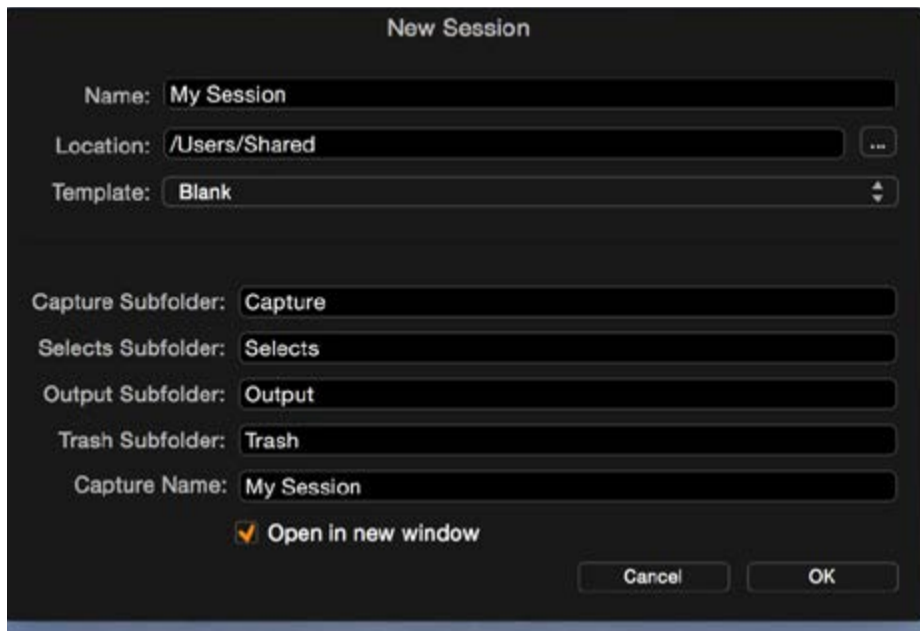 New Session
Name: My Session
Location: /Users/Shared ...
Template: Blank
Capture Subfolder: Capture
Selects Subfolder: Selects
Output Subfolder: Output
Trash Subfolder: Trash
Capture Name: My Session
Open in new window
Cancel OK